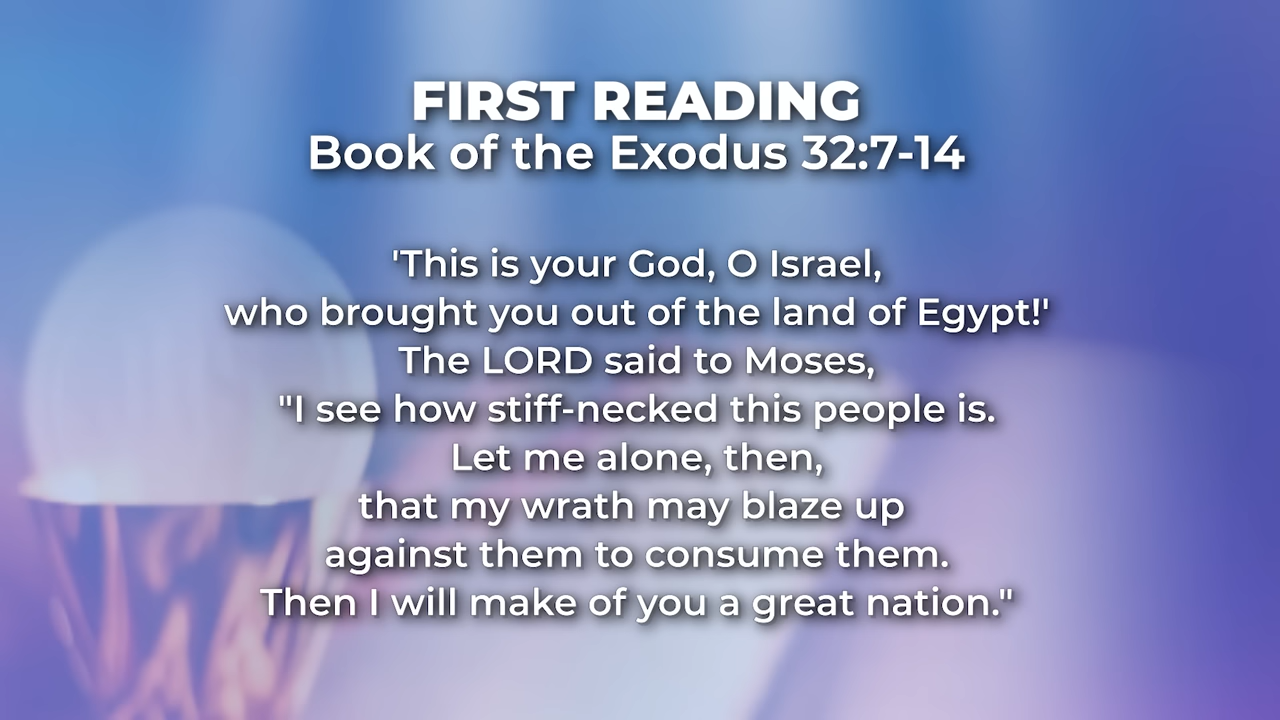 FIRST READING
Book of the Exodus 32:7-14
'This is your God, O Israel,
who brought you out of the land of Egypt!'
The LORD said to Moses,
"I see how stiff-necked this people is.
Let me alone, then,
that my wrath may blaze up
against them to consume them.
Then I will make of you a great nation."